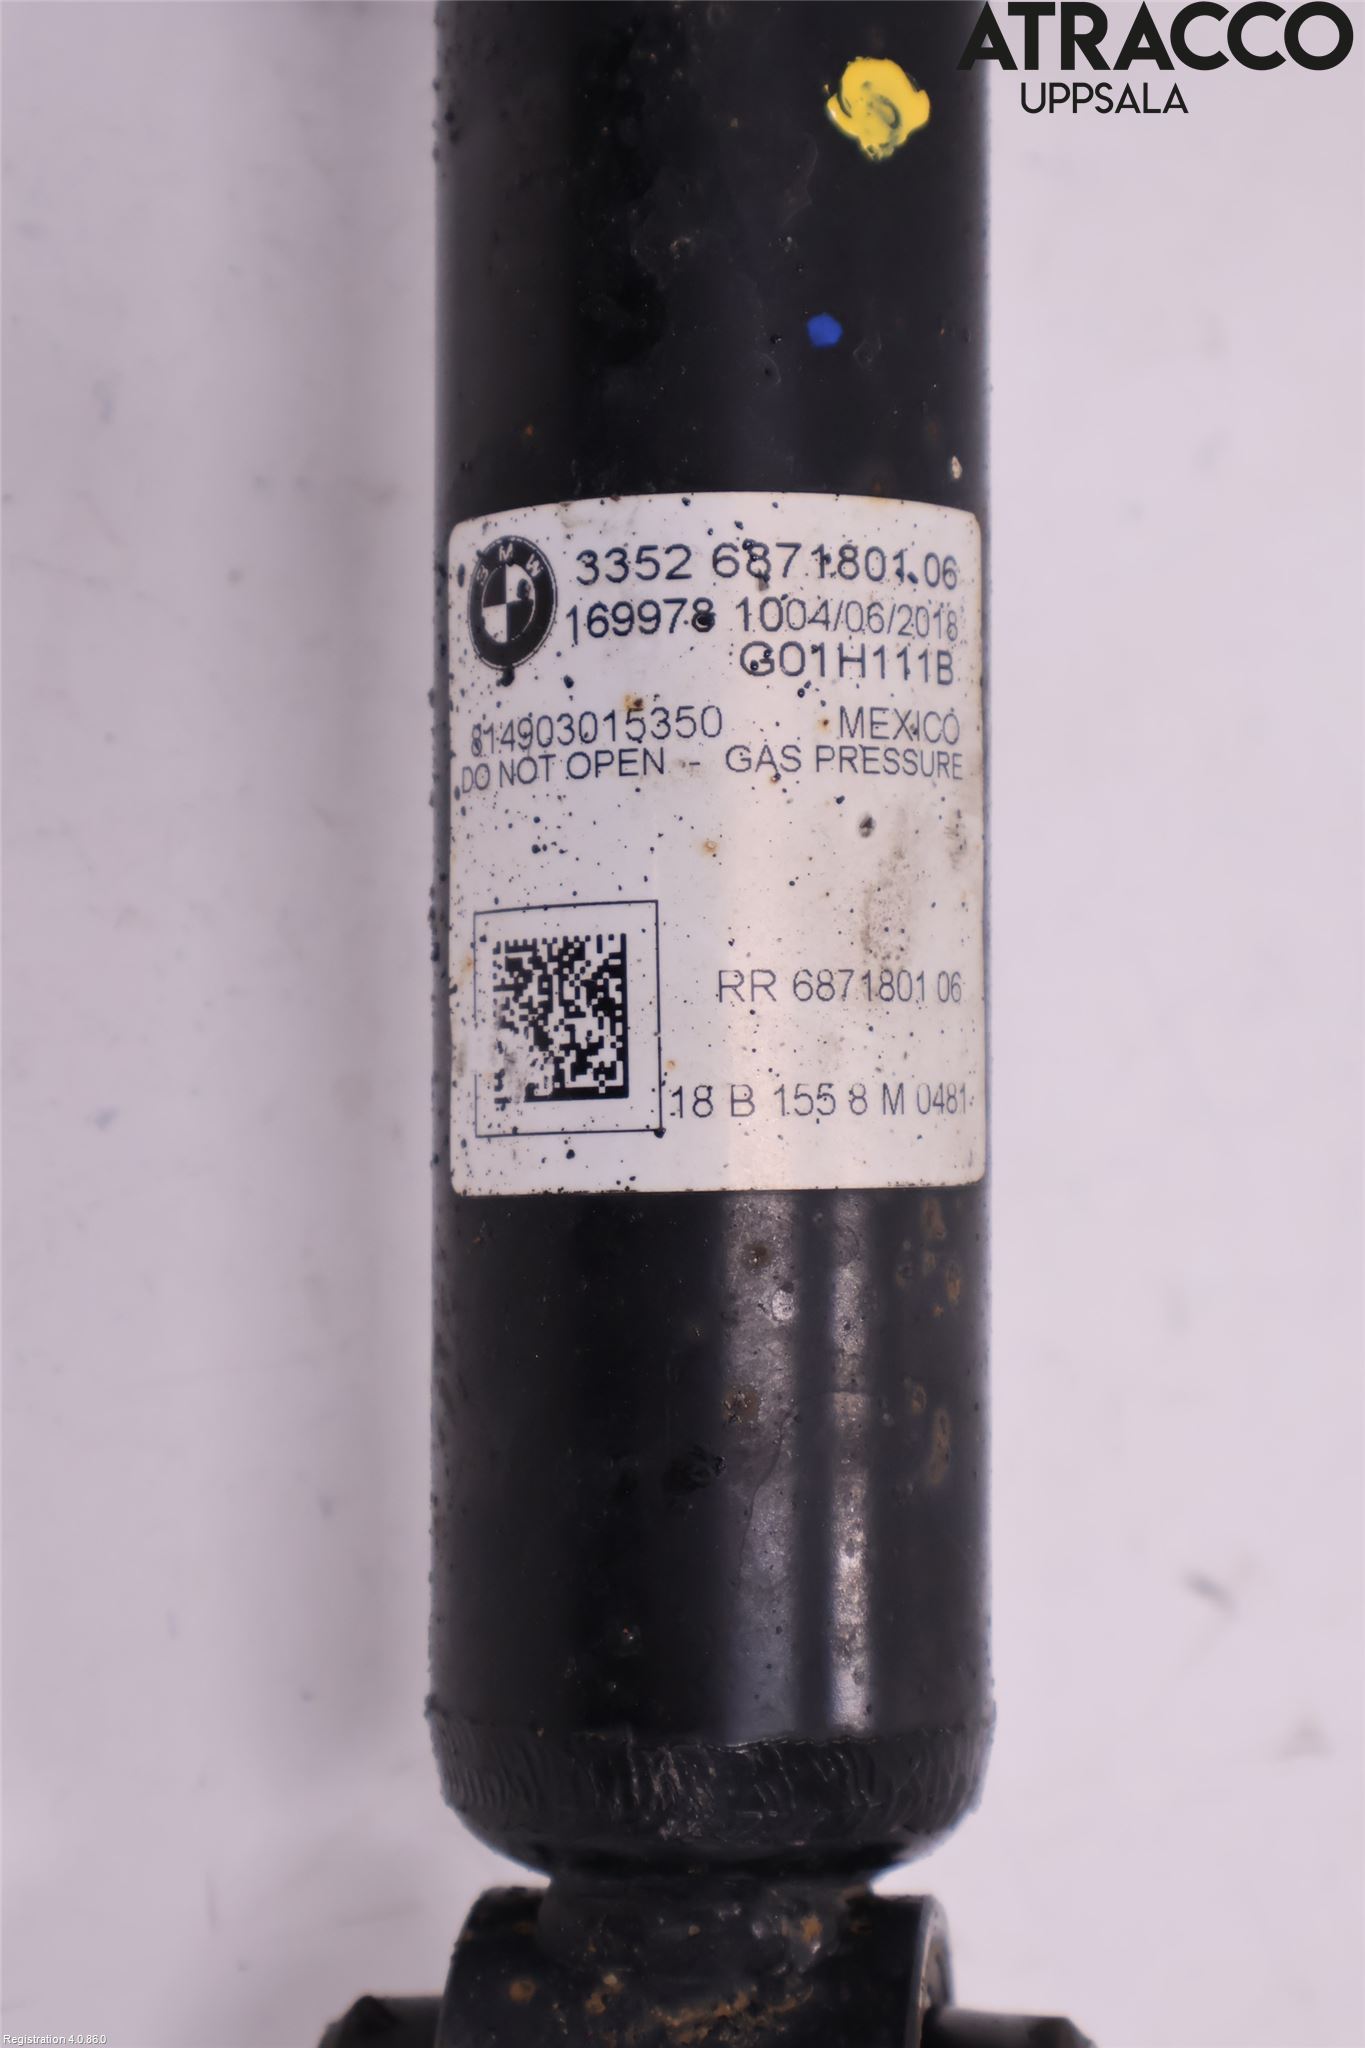 ATRACCO
UPPSALA
BMW
3352 6871801.06
169978 1004/06/2018
G01H111B
814903015350 MEXICO
DO NOT OPEN - GAS PRESSURE
RR 6871801 06
18 B 155 8 M 0481
Registration 4.0.86.0